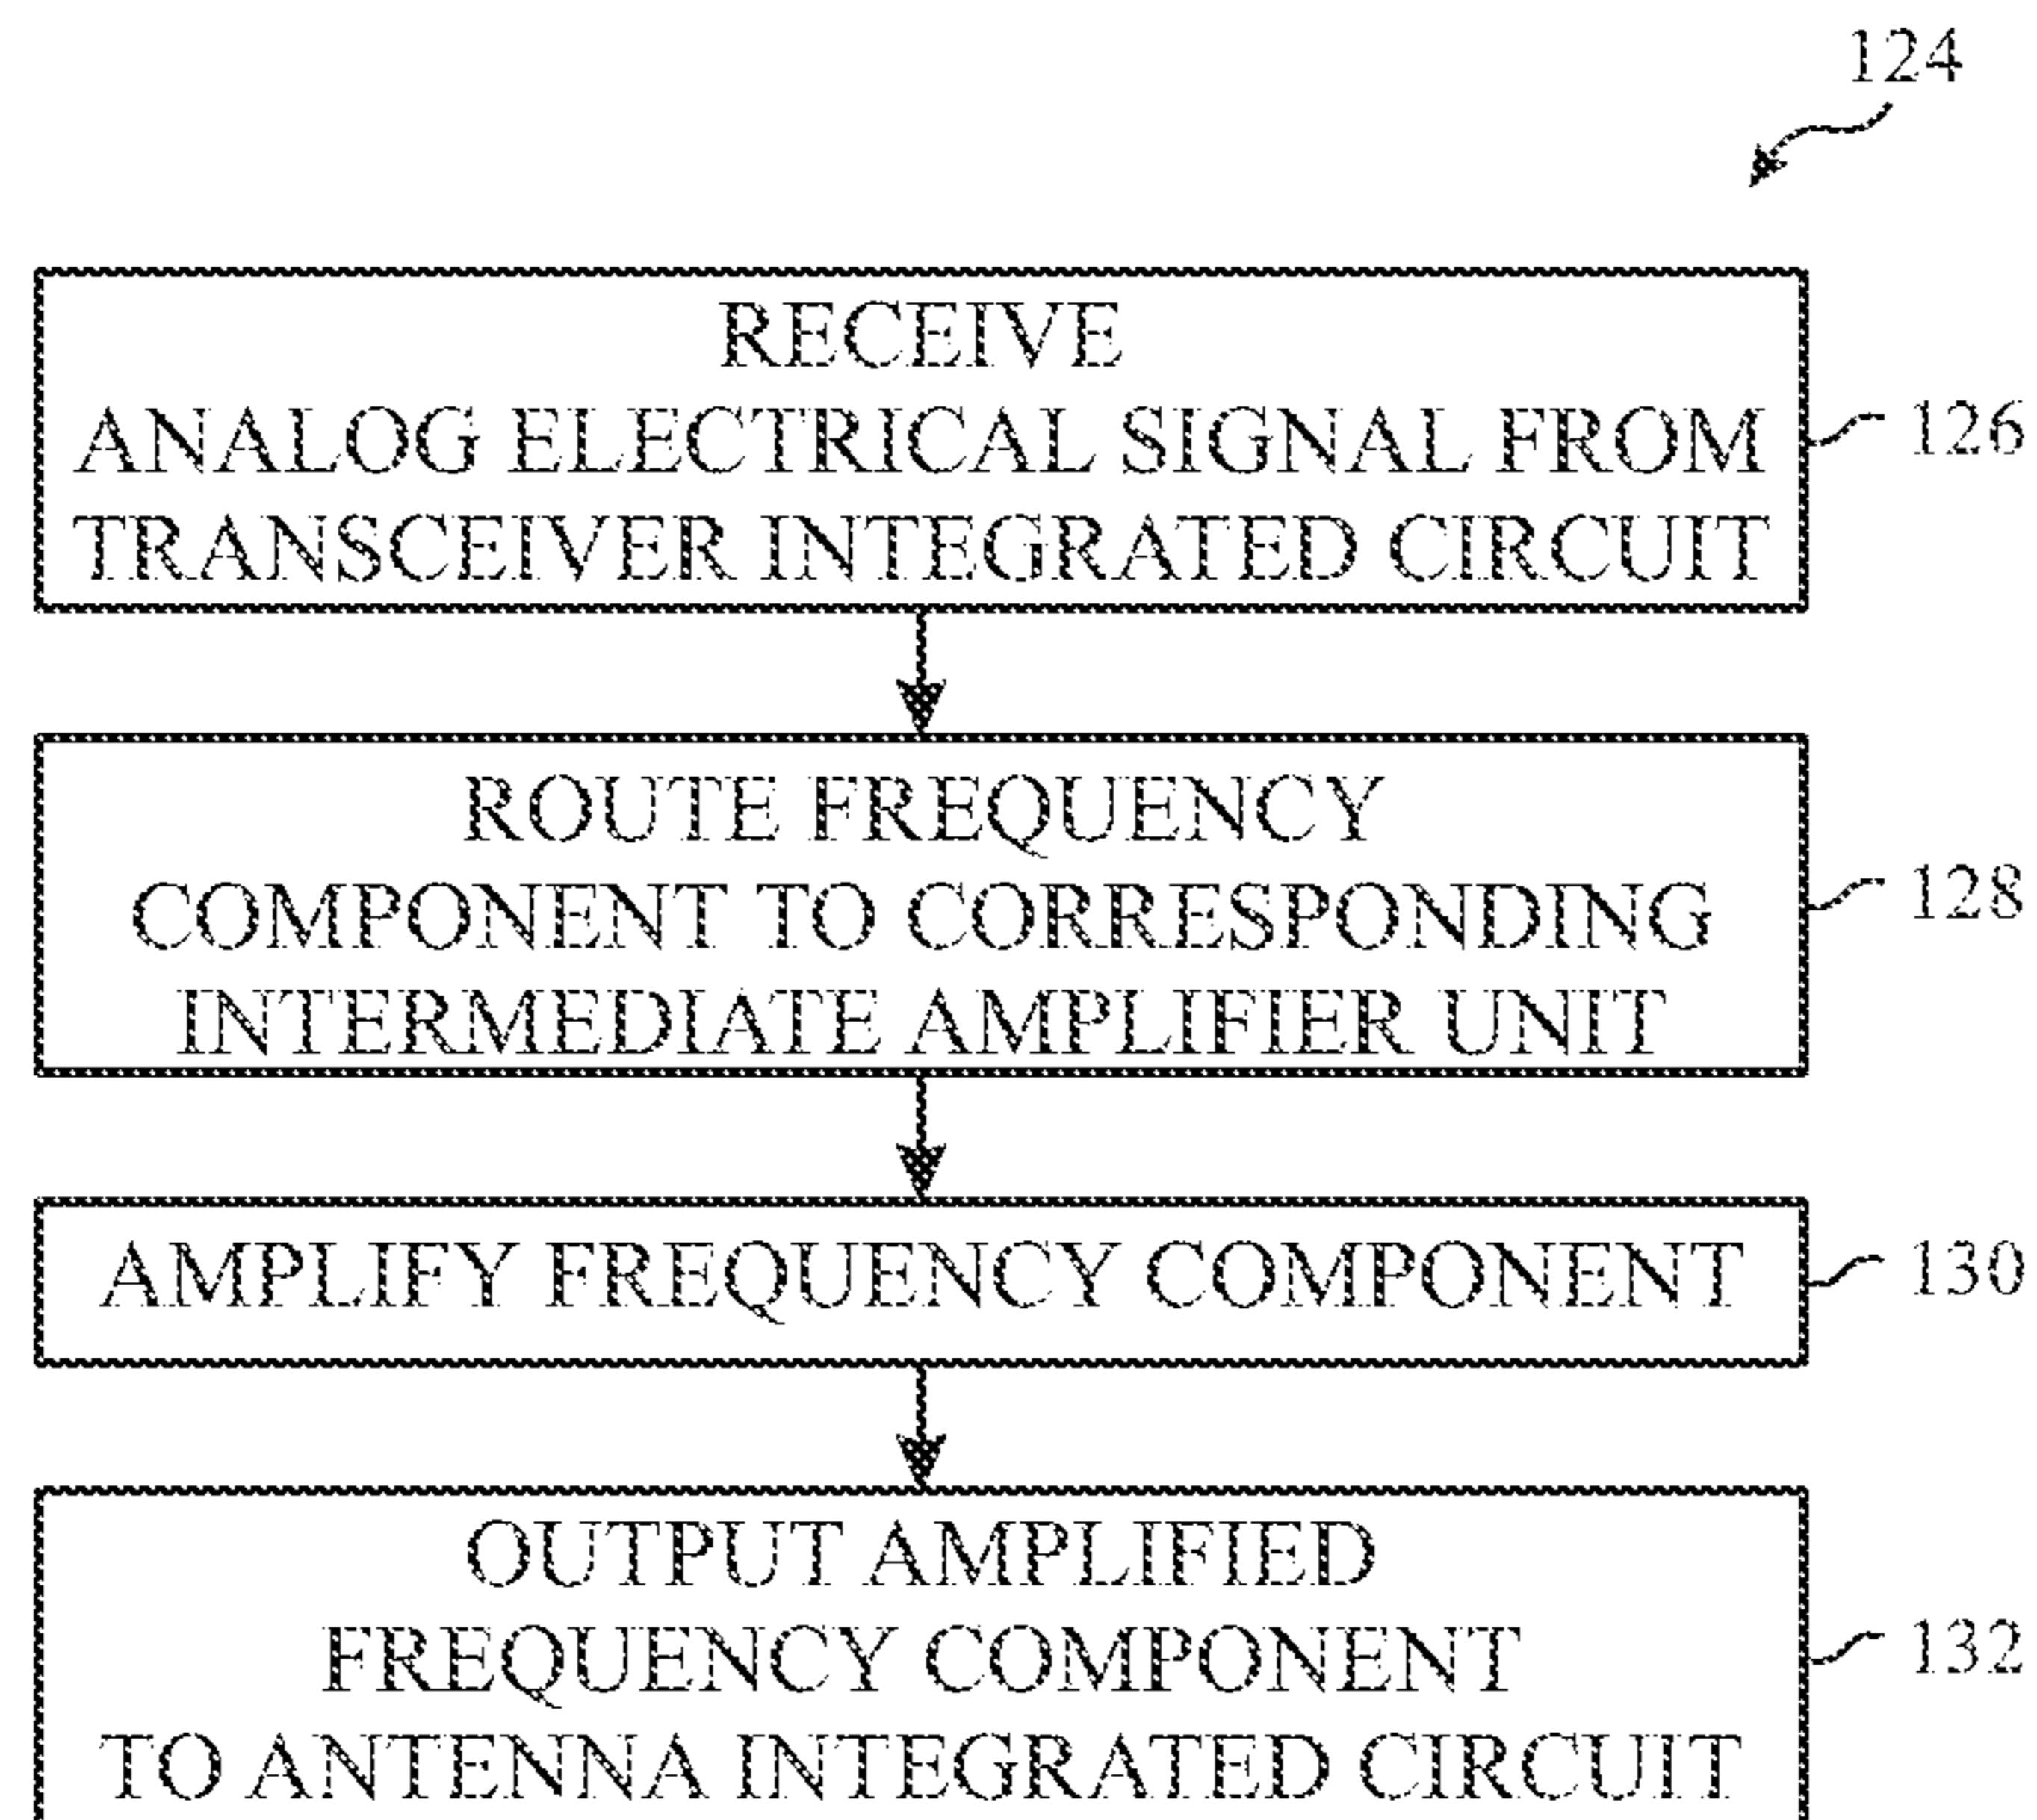 124
RECEIVE
ANALOG ELECTRICAL SIGNAL FROM
TRANSCEIVER INTEGRATED CIRCUIT
126
ROUTE FREQUENCY
COMPONENT TO CORRESPONDING
INTERMEDIATE AMPLIFIER UNIT
128
AMPLIFY FREQUENCY COMPONENT
130
OUTPUT AMPLIFIED
FREQUENCY COMPONENT
TO ANTENNA INTEGRATED CIRCUIT
132